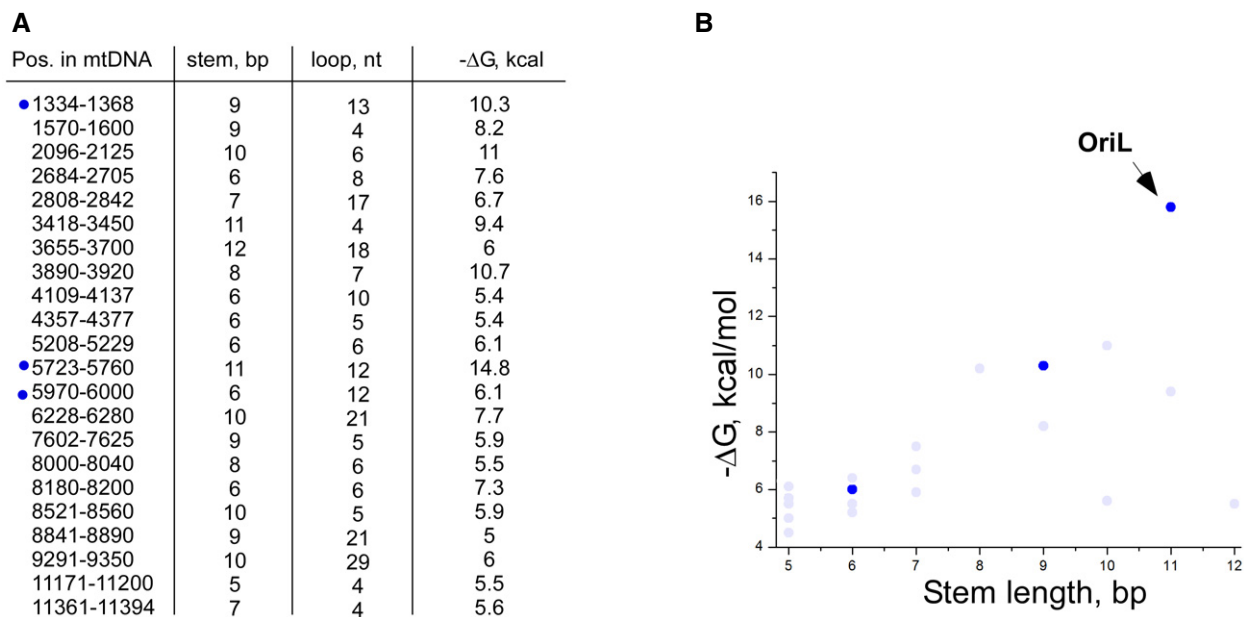 A
Pos. in mtDNA stem, bp loop, nt -ΔG, kcal
1334-1368 9 13 10.3
1570-1600 9 4 8.2
2096-2125 10 6 11
2684-2705 6 8 7.6
2808-2842 7 17 6.7
3418-3450 11 4 9.4
3655-3700 12 18 6
3890-3920 8 7 10.7
4109-4137 6 10 5.4
4357-4377 6 5 5.4
5208-5229 6 6 6.1
5723-5760 11 12 14.8
5970-6000 6 12 6.1
6228-6280 10 21 7.7
7602-7625 9 5 5.9
8000-8040 8 6 5.5
8180-8200 6 6 7.3
8521-8560 10 5 5.9
8841-8890 9 21 5
9291-9350 10 29 6
11171-11200 5 4 5.5
11361-11394 7 4 5.6
B
OriL
16
14
12
10
8
6
4
-ΔG, kcal/mol
5 6 7 8 9 10 11 12
Stem length, bp